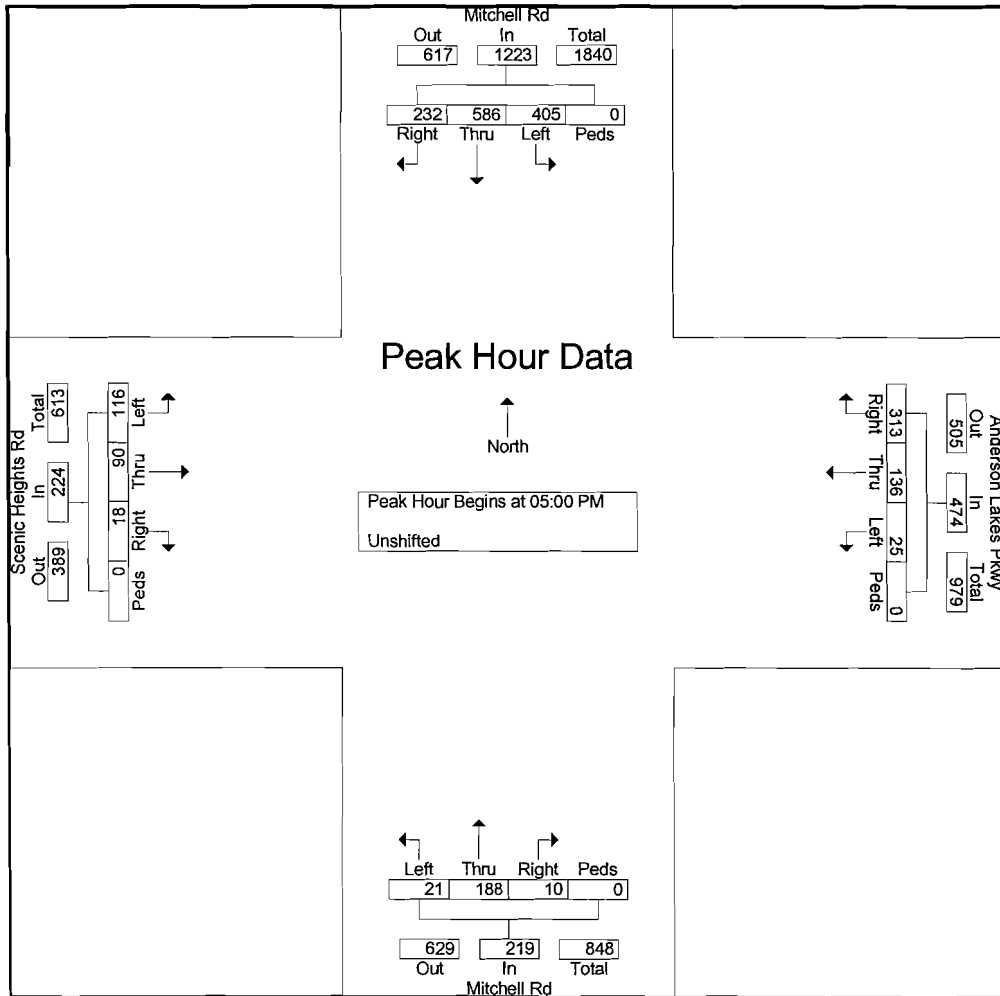 Mitchell Rd
Out In Total
617 1223 1840
232 586 405 0
Right Thru Left Peds
Peak Hour Data
North
Peak Hour Begins at 05:00 PM
Unshifted
Scenic Heights Rd
Out In Total
389 224 613
0 18 90 116
Peds Right Thru Left
Anderson Lakes Pkwy
Out In Total
505 474 979
313 136 25 0
Right Thru Left Peds
Left Thru Right Peds
21 188 10 0
629 219 848
Out In Total
Mitchell Rd